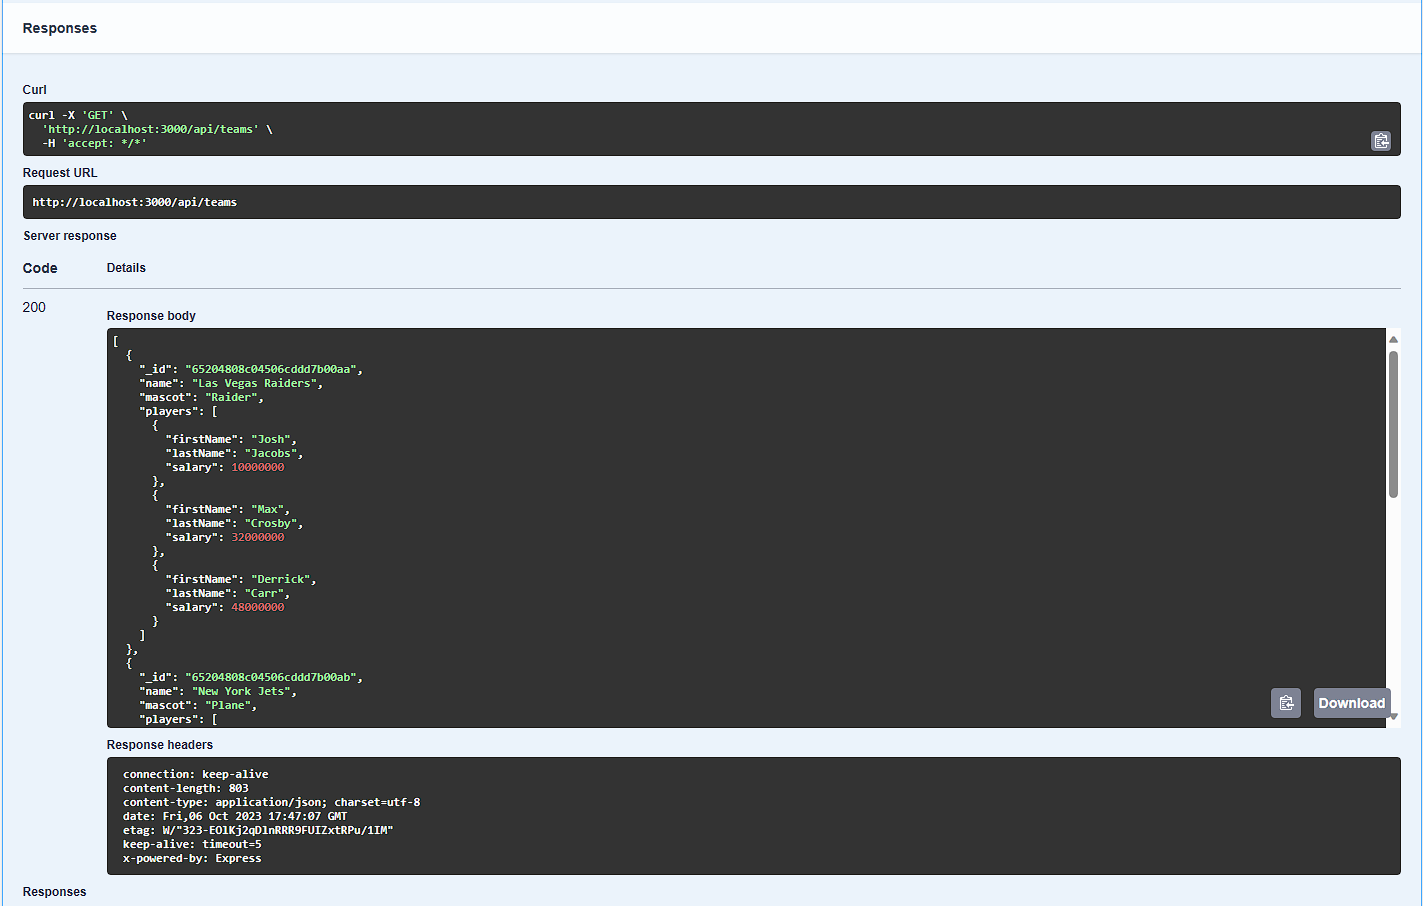 Responses
Curl
curl -X 'GET' \
  'http://localhost:3000/api/teams' \
  -H 'accept: */*'
Request URL
http://localhost:3000/api/teams
Server response
Code Details
200
Response body
[
  {
    "_id": "65204808c04506cddd7b00aa",
    "name": "Las Vegas Raiders",
    "mascot": "Raider",
    "players": [
      {
        "firstName": "Josh",
        "lastName": "Jacobs",
        "salary": 10000000
      },
      {
        "firstName": "Max",
        "lastName": "Crosby",
        "salary": 32000000
      },
      {
        "firstName": "Derrick",
        "lastName": "Carr",
        "salary": 48000000
      }
    ]
  },
  {
    "_id": "65204808c04506cddd7b00ab",
    "name": "New York Jets",
    "mascot": "Plane",
    "players": [
Download
Response headers
connection: keep-alive
content-length: 803
content-type: application/json; charset=utf-8
date: Fri,06 Oct 2023 17:47:07 GMT
etag: W/"323-EOlKj2qDlnRRR9FUIZxtRPu/1IM"
keep-alive: timeout=5
x-powered-by: Express
Responses